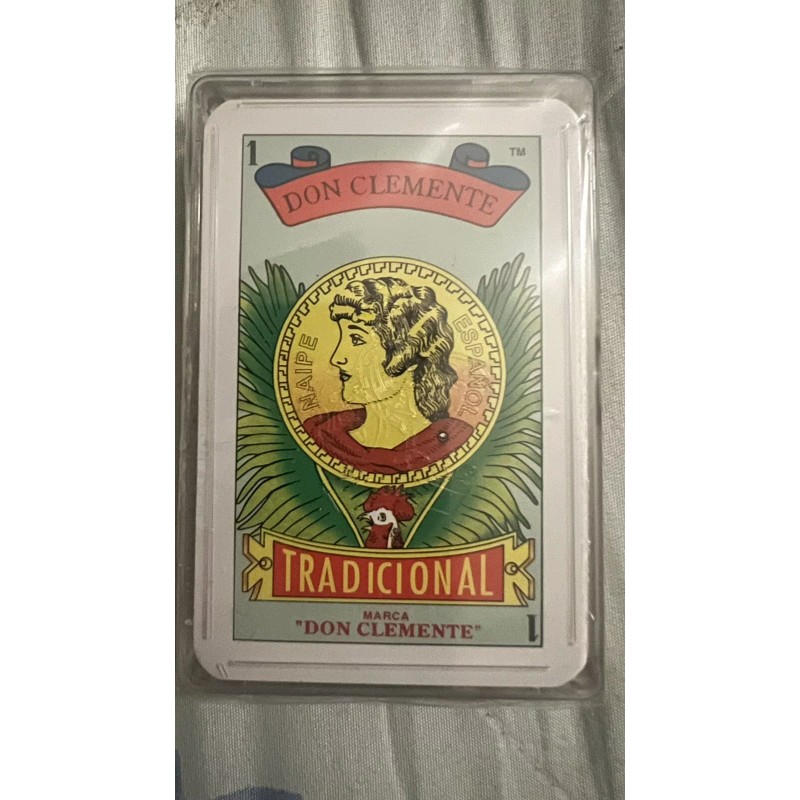 1
TM
DON CLEMENTE
NAIPE
ESPAÑOL
TRADICIONAL
MARCA
"DON CLEMENTE"
1